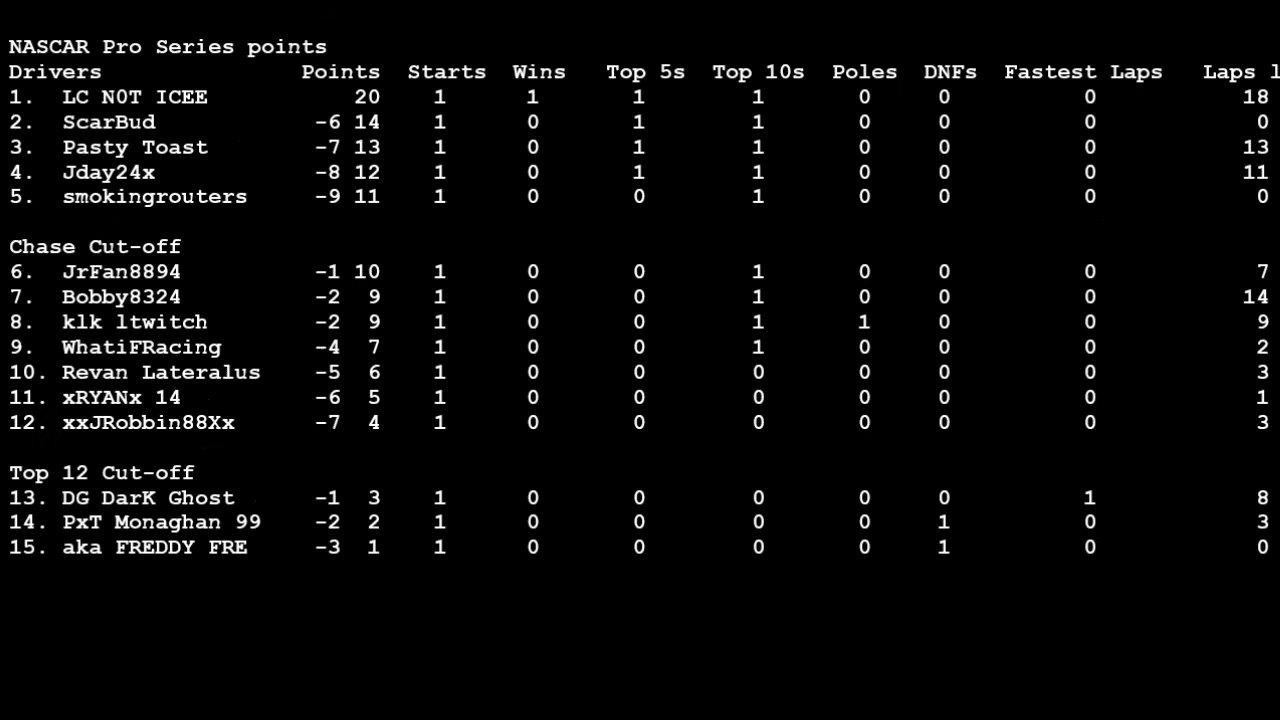 NASCAR Pro Series points
Drivers Points Starts Wins Top 5s Top 10s Poles DNFs Fastest Laps Laps l
1. LC N0T ICEE 20 1 1 1 1 0 0 0 18
2. ScarBud -6 14 1 0 1 1 0 0 0 0
3. Pasty Toast -7 13 1 0 1 1 0 0 0 13
4. Jday24x -8 12 1 0 1 1 0 0 0 11
5. smokingrouters -9 11 1 0 0 1 0 0 0 0
Chase Cut-off
6. JrFan8894 -1 10 1 0 0 1 0 0 0 7
7. Bobby8324 -2 9 1 0 0 1 0 0 0 14
8. klk ltwitch -2 9 1 0 0 1 1 0 0 9
9. WhatiFRacing -4 7 1 0 0 1 0 0 0 2
10. Revan Lateralus -5 6 1 0 0 0 0 0 0 3
11. xRYANx 14 -6 5 1 0 0 0 0 0 0 1
12. xxJRobbin88Xx -7 4 1 0 0 0 0 0 0 3
Top 12 Cut-off
13. DG DarK Ghost -1 3 1 0 0 0 0 0 1 8
14. PxT Monaghan 99 -2 2 1 0 0 0 0 1 0 3
15. aka FREDDY FRE -3 1 1 0 0 0 0 1 0 0